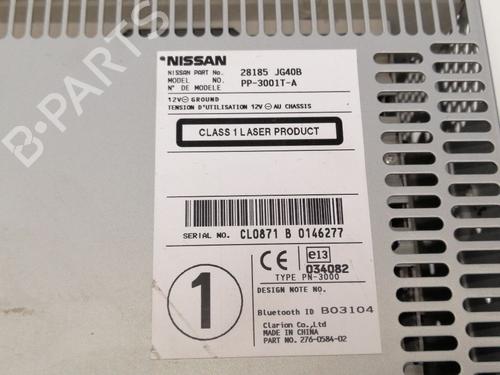 NISSAN
NISSAN PART No. 28185 JG40B
MODEL NO. PP-3001T-A
N° DE MODELE
12V⊖ GROUND
TENSION D'UTILISATION 12V ⊖ AU CHASSIS
CLASS 1 LASER PRODUCT
SERIAL NO. CL0871 B 0146277
1
CE e13
034082
TYPE PN-3000
DESIGN NOTE NO.
Bluetooth ID B03104
Clarion Co.,Ltd
MADE IN CHINA
PART NO.276-0584-02
B-Parts